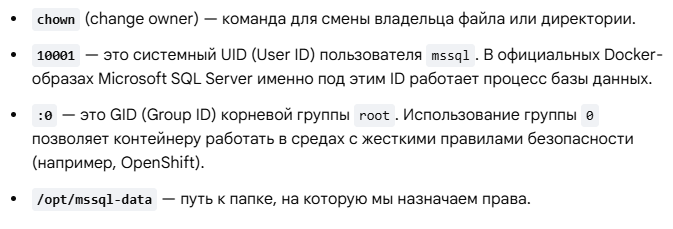 • chown (change owner) — команда для смены владельца файла или директории.
• 10001 — это системный UID (User ID) пользователя mssql. В официальных Docker-
образах Microsoft SQL Server именно под этим ID работает процесс базы данных.
• :0 — это GID (Group ID) корневой группы root. Использование группы 0
позволяет контейнеру работать в средах с жесткими правилами безопасности
(например, OpenShift).
• /opt/mssql-data — путь к папке, на которую мы назначаем права.